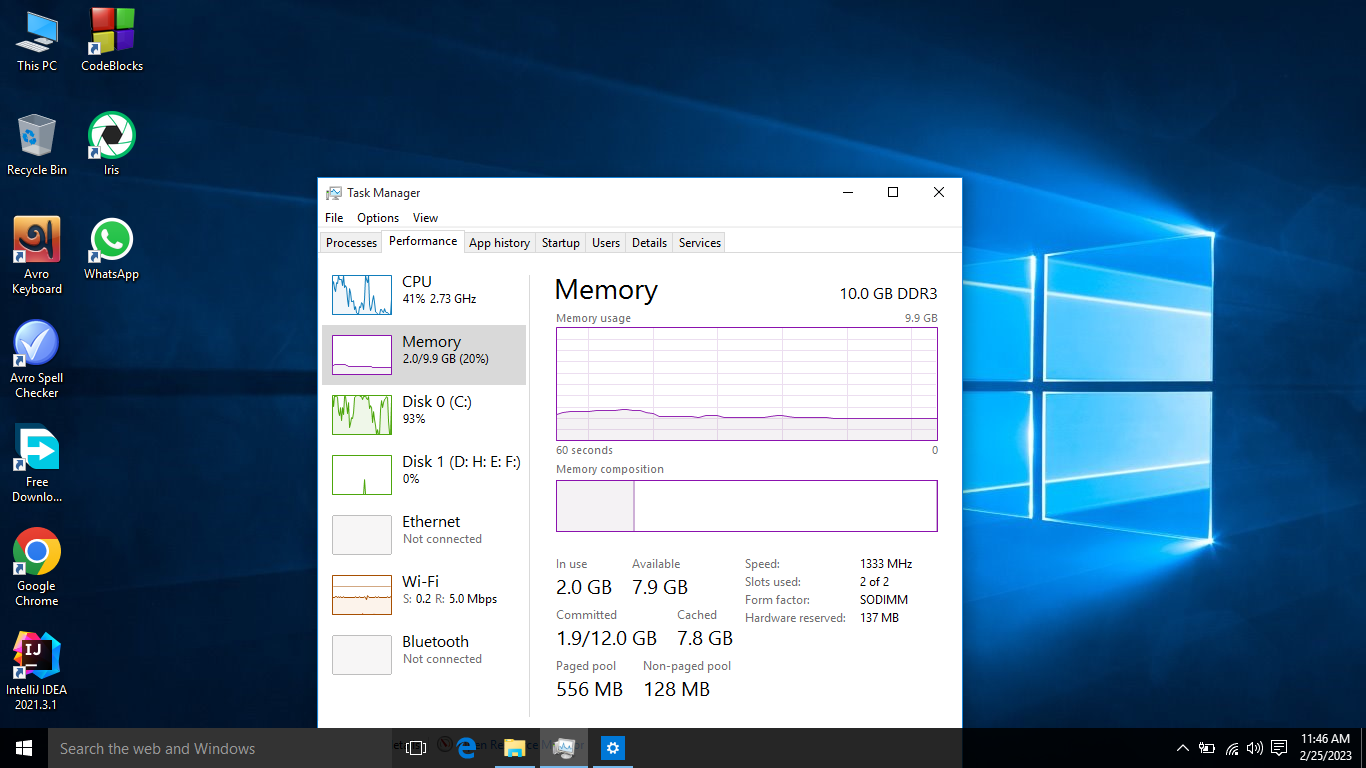 This PC
CodeBlocks
Recycle Bin
Iris
অ
Avro
Keyboard
WhatsApp
Avro Spell
Checker
Free
Downlo...
Google
Chrome
IJ
IntelliJ IDEA
2021.3.1
Task Manager
File Options View
Processes Performance App history Startup Users Details Services
CPU
41% 2.73 GHz
Memory
2.0/9.9 GB (20%)
Disk 0 (C:)
93%
Disk 1 (D: H: E: F:)
0%
Ethernet
Not connected
Wi-Fi
S: 0.2 R: 5.0 Mbps
Bluetooth
Not connected
Memory 10.0 GB DDR3
Memory usage 9.9 GB
60 seconds 0
Memory composition
In use Available
2.0 GB 7.9 GB
Committed Cached
1.9/12.0 GB 7.8 GB
Paged pool Non-paged pool
556 MB 128 MB
Speed: 1333 MHz
Slots used: 2 of 2
Form factor: SODIMM
Hardware reserved: 137 MB
Search the web and Windows
11:46 AM
2/25/2023